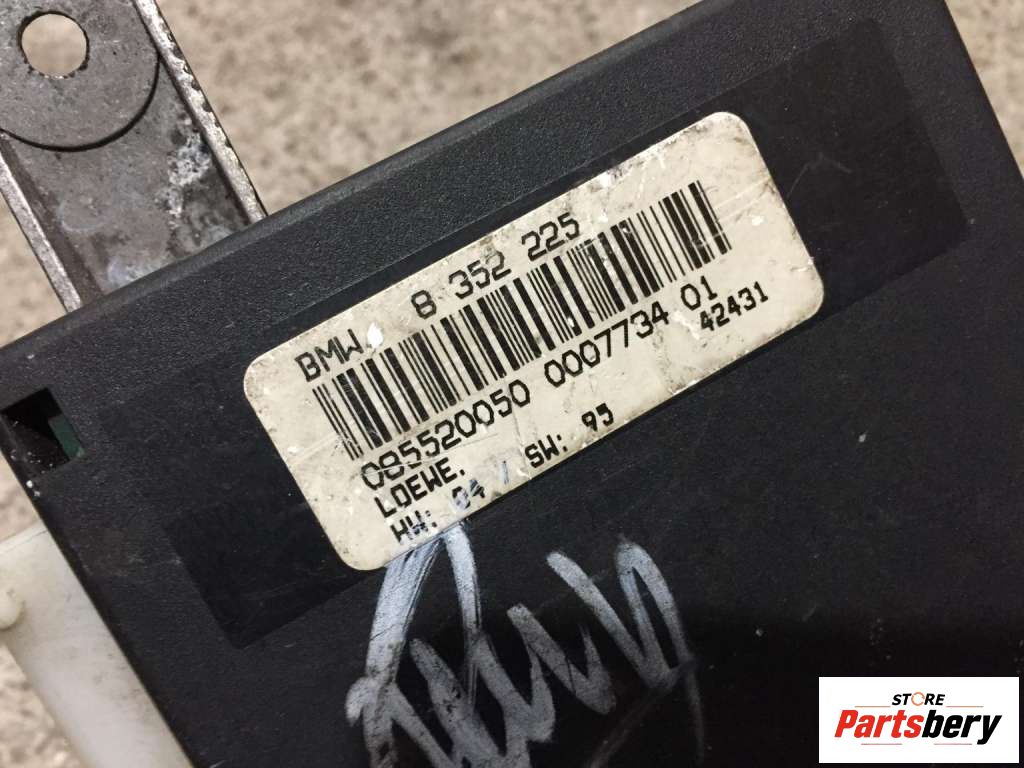 BMW. 8 352 225
085520050 0007734 01
LOEWE. 42431
HW: 04 / SW: 95
STORE
Partsbery